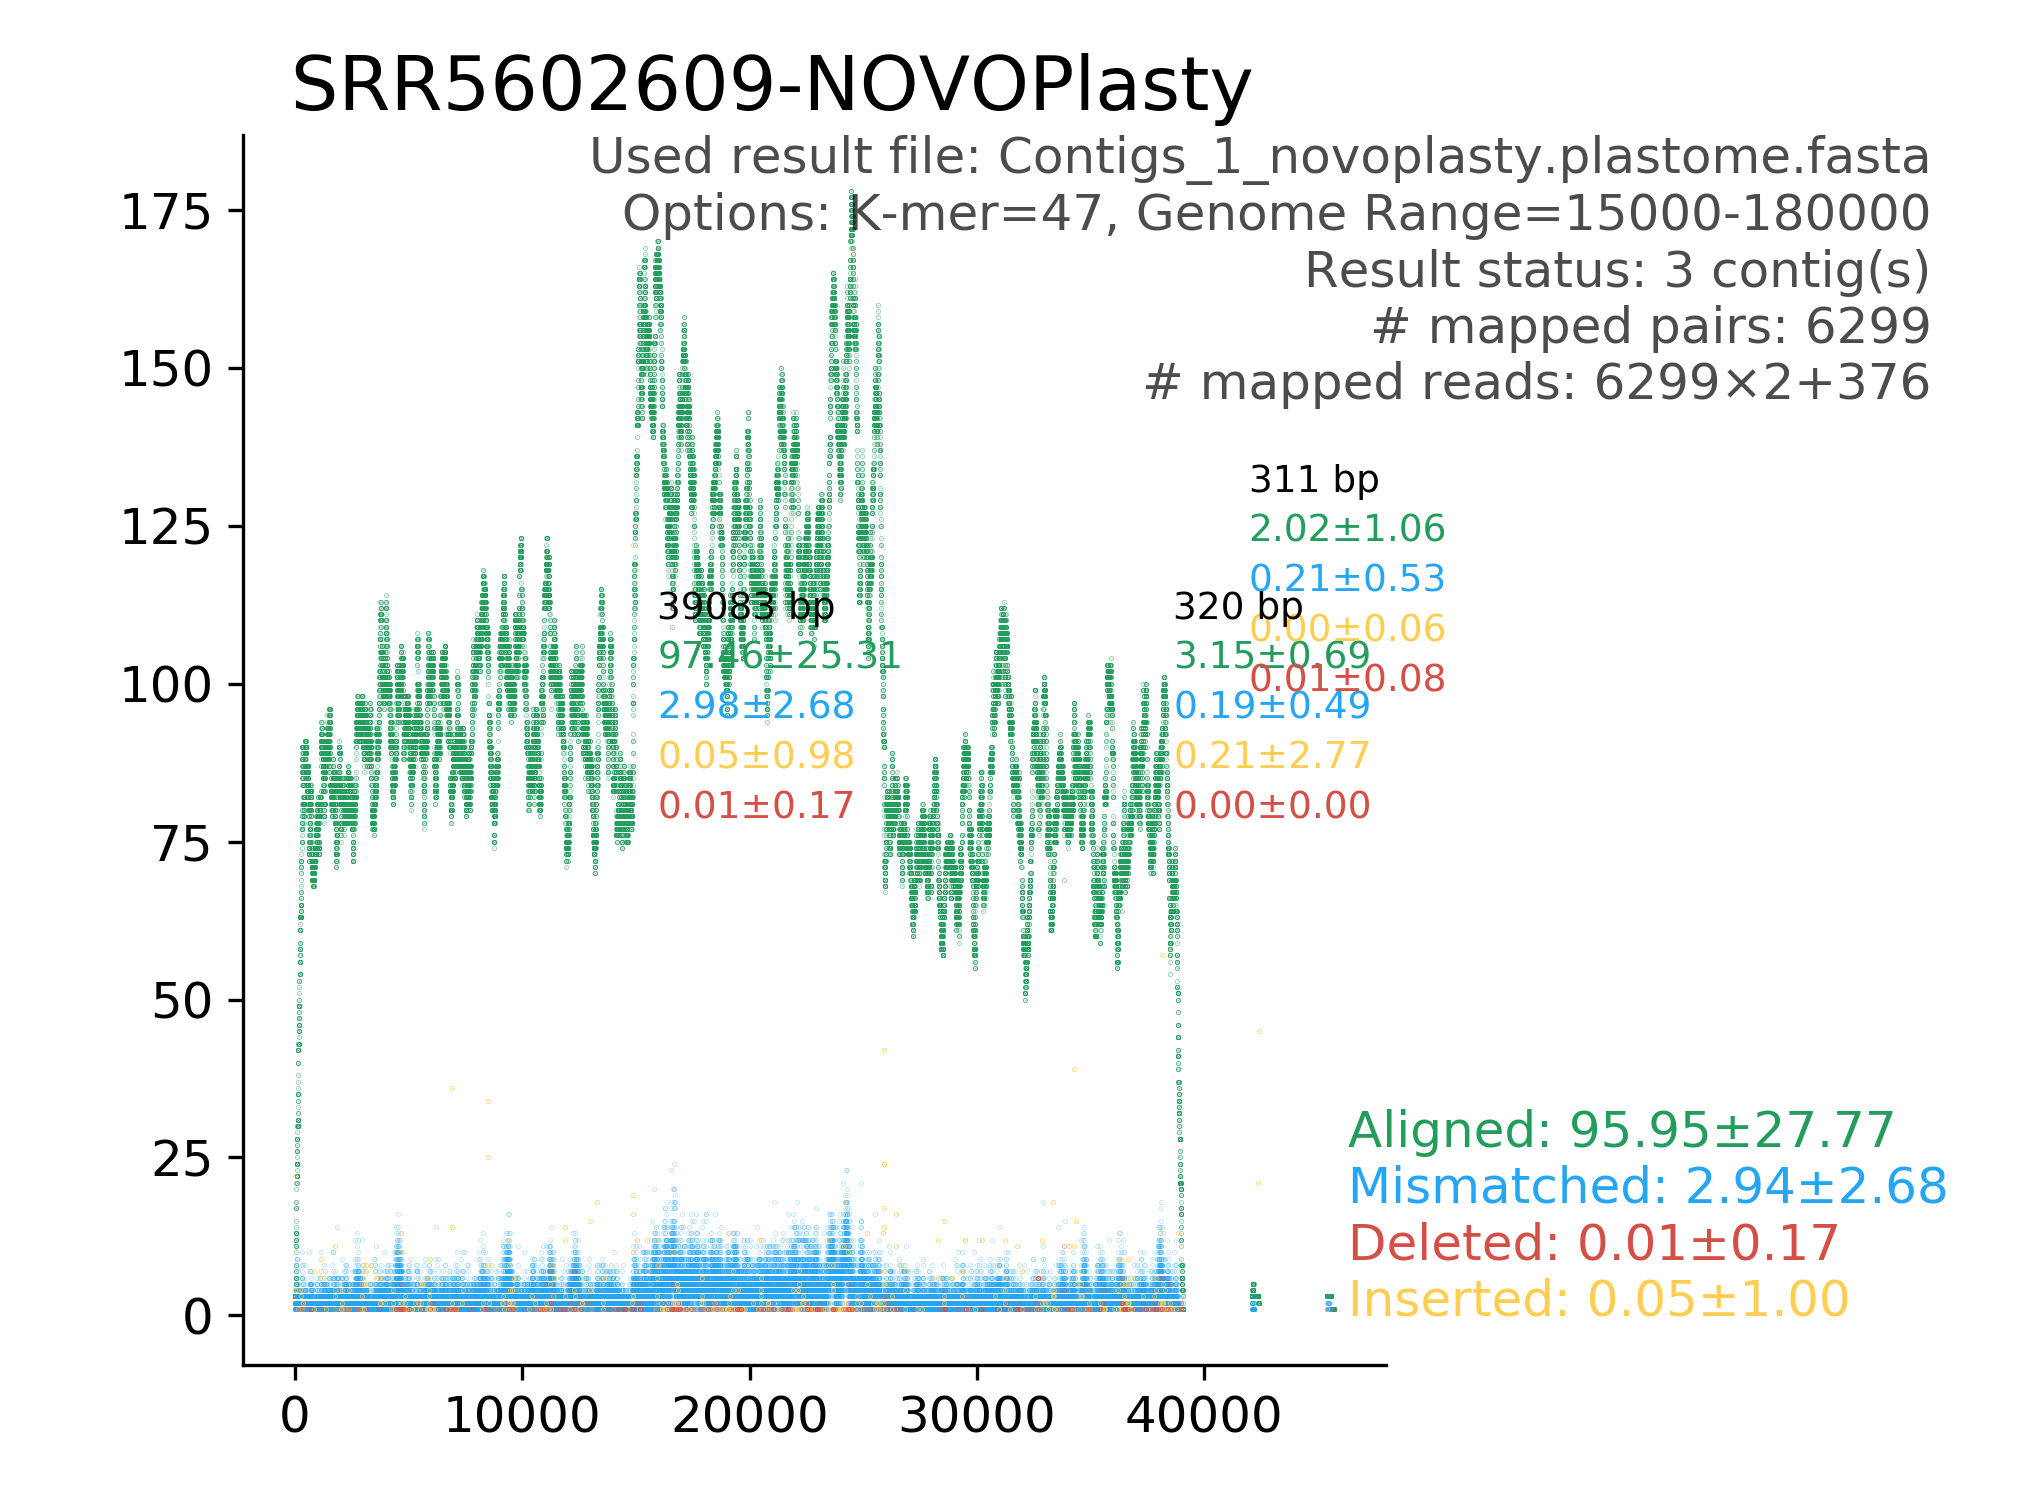 SRR5602609-NOVOPlasty
Used result file: Contigs_1_novoplasty.plastome.fasta
Options: K-mer=47, Genome Range=15000-180000
Result status: 3 contig(s)
# mapped pairs: 6299
# mapped reads: 6299×2+376
175
150
125
100
75
50
25
0
39083 bp
97.46±25.31
2.98±2.68
0.05±0.98
0.01±0.17
320 bp
3.15±0.69
0.19±0.49
0.21±2.77
0.00±0.00
311 bp
2.02±1.06
0.21±0.53
0.00±0.06
0.01±0.08
Aligned: 95.95±27.77
Mismatched: 2.94±2.68
Deleted: 0.01±0.17
Inserted: 0.05±1.00
0
10000
20000
30000
40000